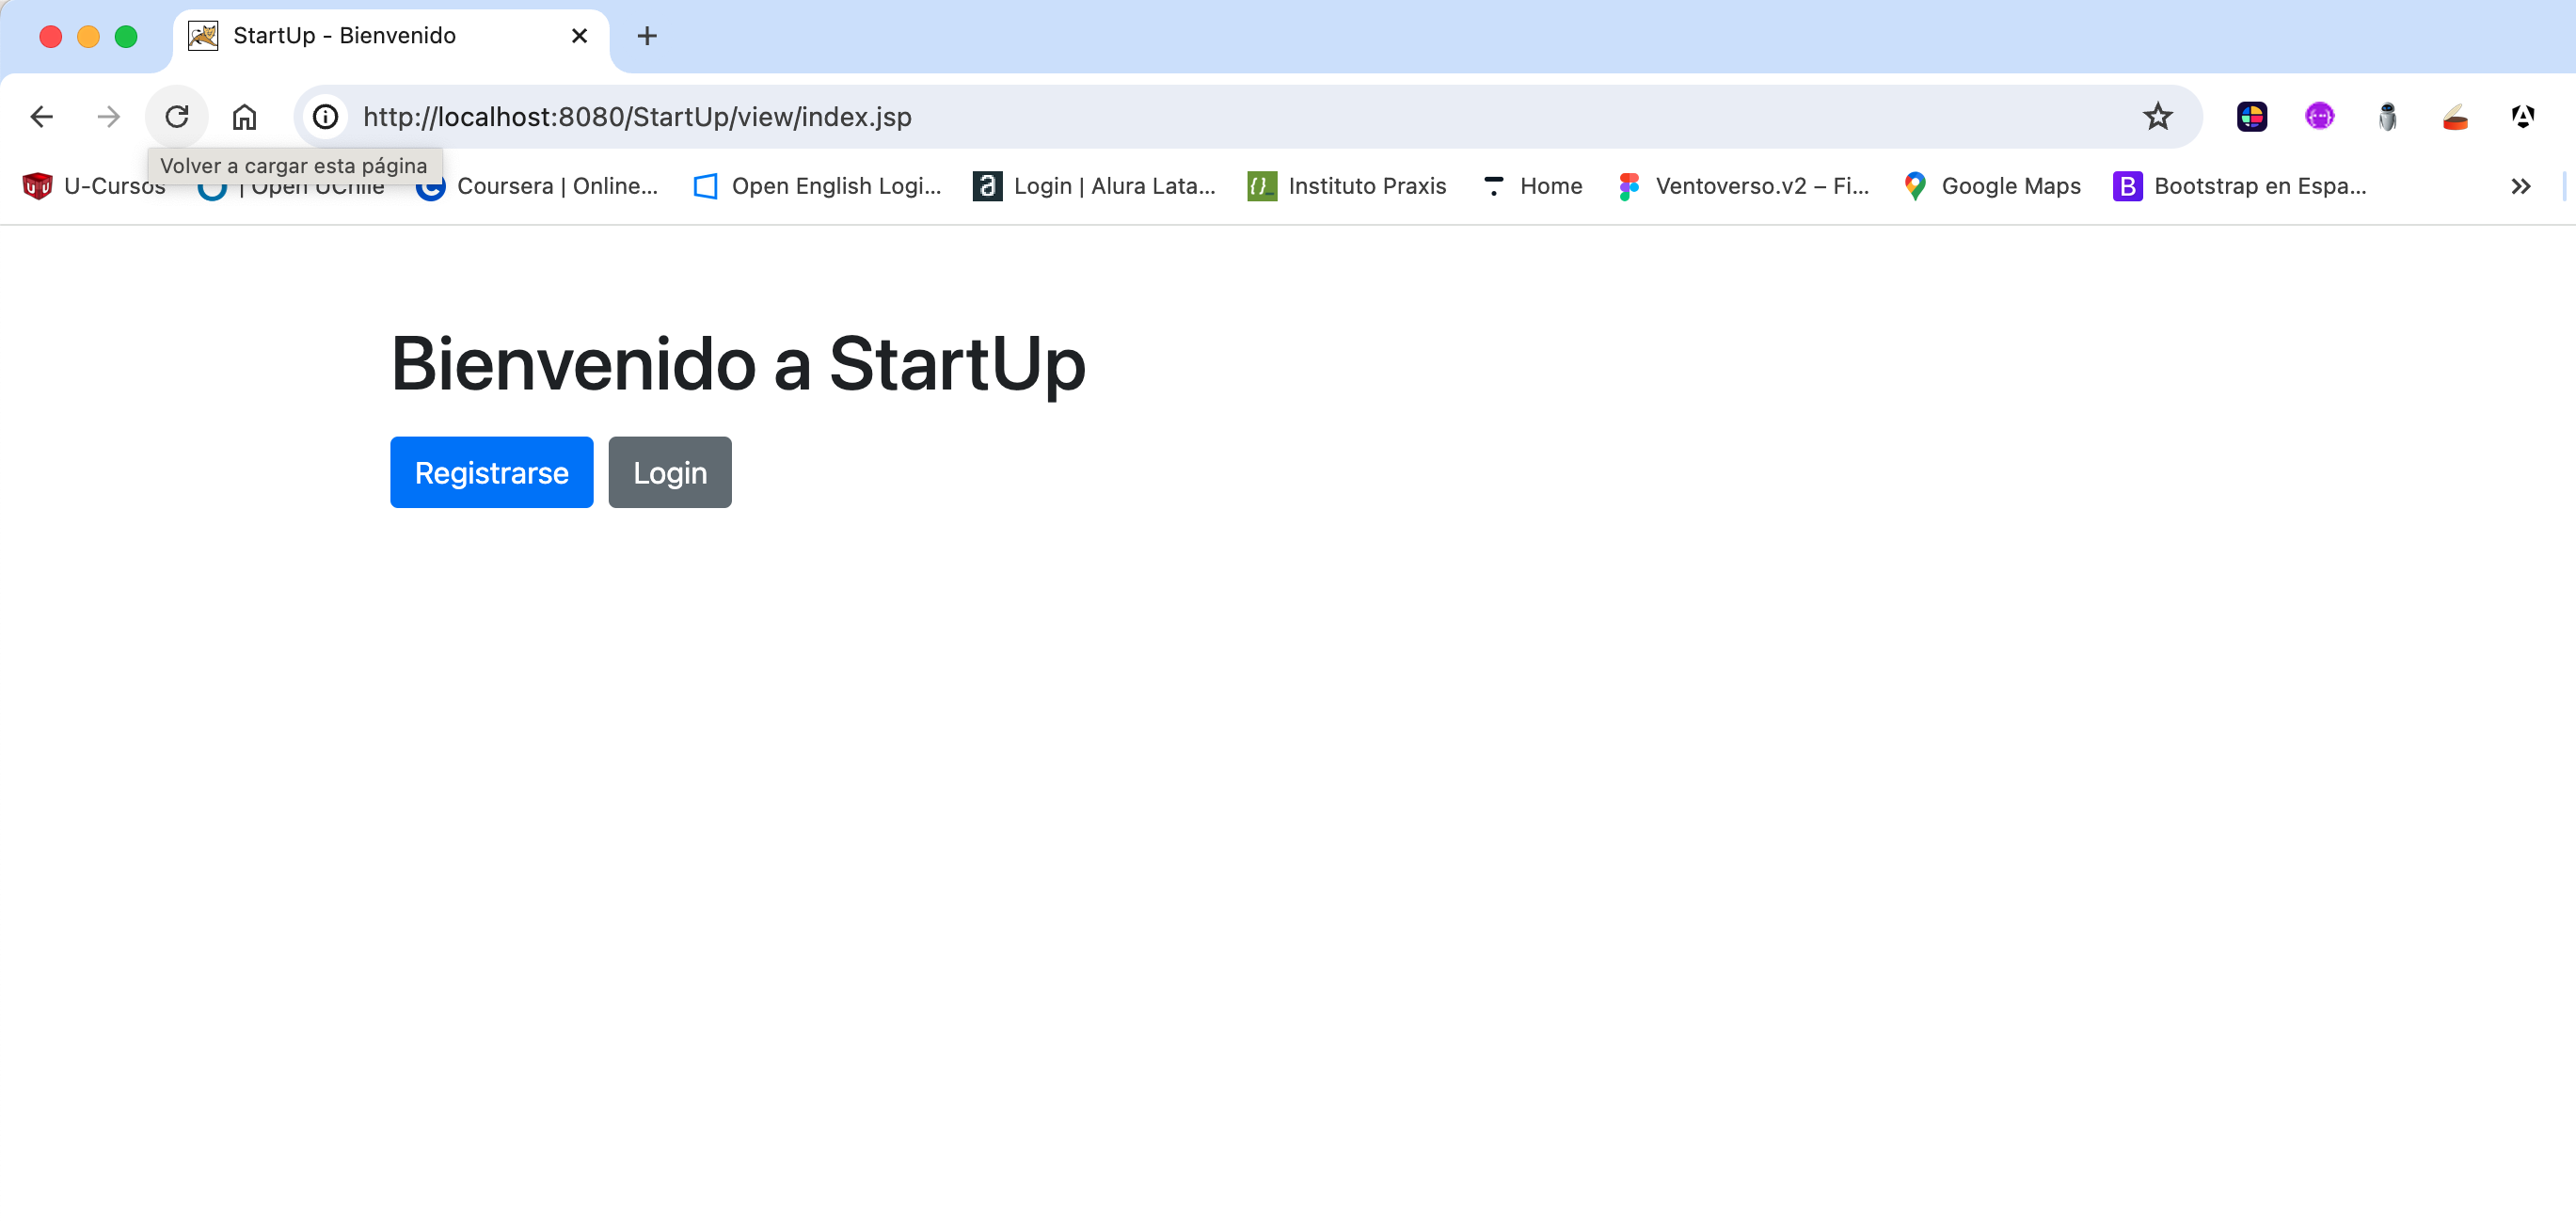 StartUp - Bienvenido
http://localhost:8080/StartUp/view/index.jsp
Volver a cargar esta página
U-Cursos | Open UChile Coursera | Online... Open English Logi... Login | Alura Lata... Instituto Praxis Home Ventoverso.v2 – Fi... Google Maps Bootstrap en Espa...
Bienvenido a StartUp
Registrarse Login